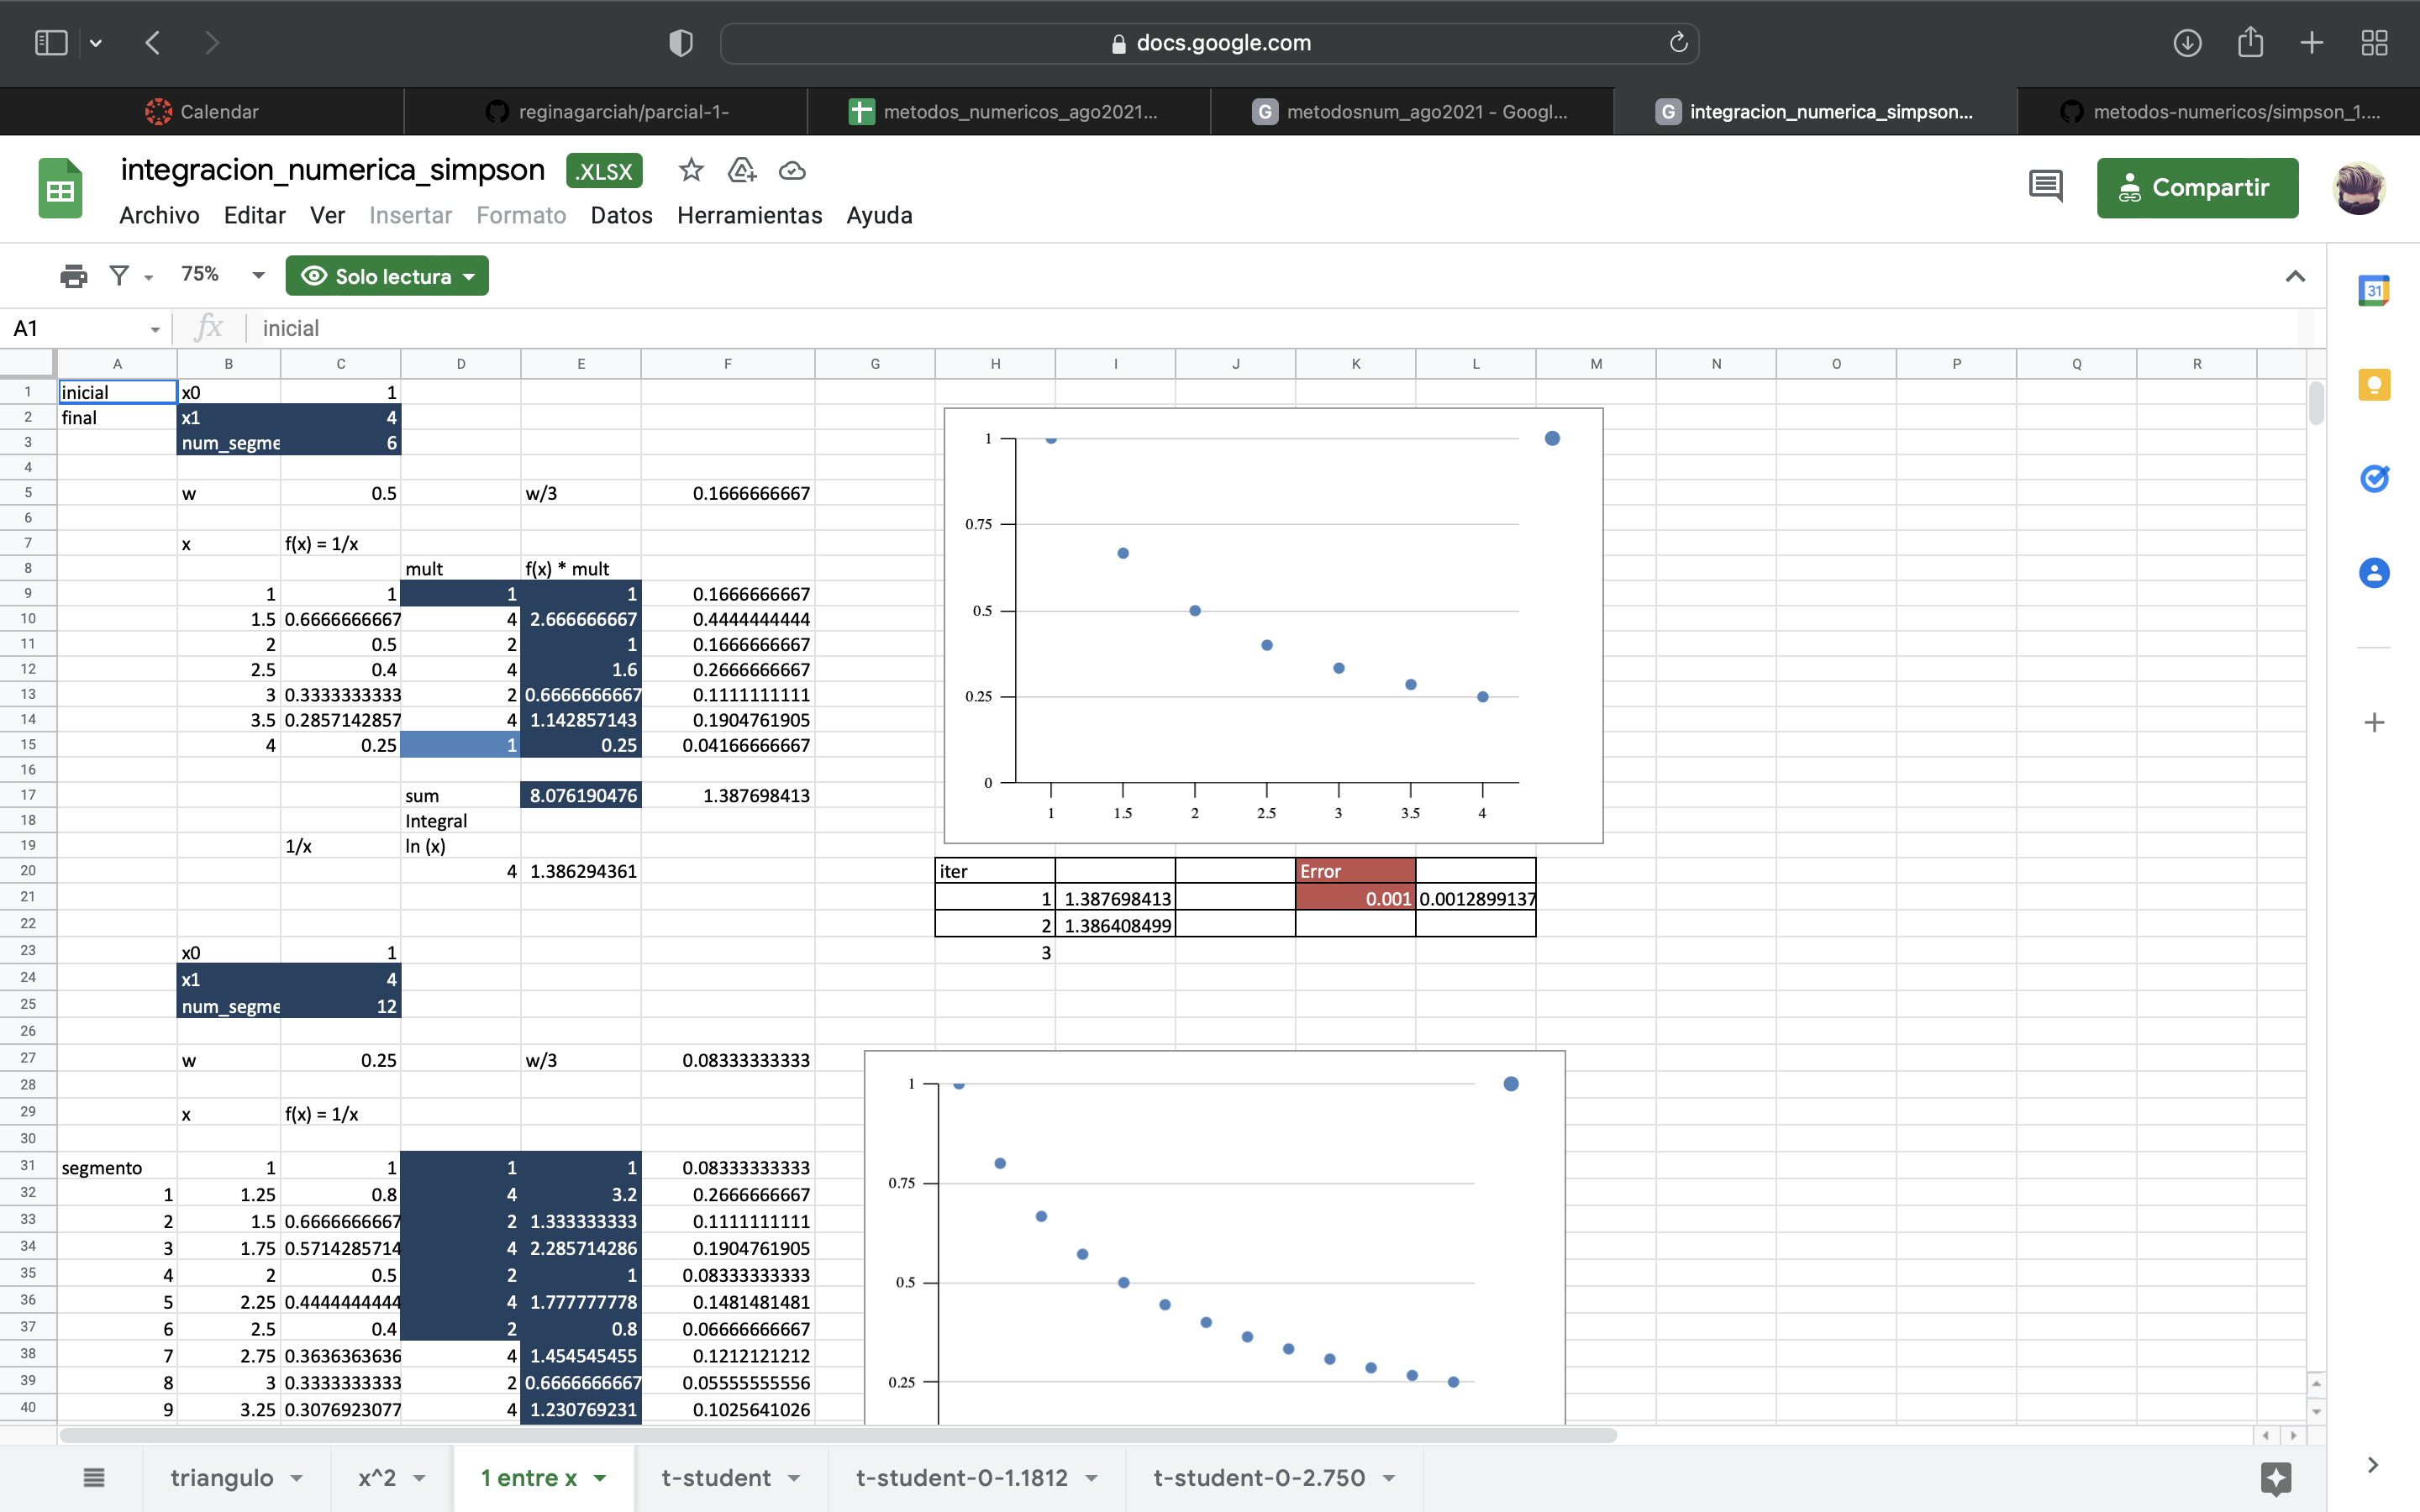 docs.google.com
Calendar
reginagarciah/parcial-1-
metodos_numericos_ago2021...
G metodosnum_ago2021 - Googl...
G integracion_numerica_simpson...
metodos-numericos/simpson_1....
integracion_numerica_simpson .XLSX
Compartir
Archivo Editar Ver Insertar Formato Datos Herramientas Ayuda
75% Solo lectura
31
A1 fx inicial
A B C D E F G H I J K L M N O P Q R
1 inicial x0 1
2 final x1 4
3 num_segme 6
4
5 w 0.5 w/3 0.1666666667
6
7 x f(x) = 1/x
8 mult f(x) * mult
9 1 1 1 1 0.1666666667
10 1.5 0.6666666667 4 2.666666667 0.4444444444
11 2 0.5 2 1 0.1666666667
12 2.5 0.4 4 1.6 0.2666666667
13 3 0.3333333333 2 0.6666666667 0.1111111111
14 3.5 0.2857142857 4 1.142857143 0.1904761905
15 4 0.25 1 0.25 0.04166666667
16
17 sum 8.076190476 1.387698413
18 Integral
19 1/x ln (x)
20 4 1.386294361
1
0.75
0.5
0.25
0
1 1.5 2 2.5 3 3.5 4
iter Error
21 1 1.387698413 0.001 0.0012899137
22 2 1.386408499
23 x0 1 3
24 x1 4
25 num_segme 12
26
27 w 0.25 w/3 0.08333333333
28
29 x f(x) = 1/x
30
31 segmento 1 1 1 1 0.08333333333
32 1 1.25 0.8 4 3.2 0.2666666667
33 2 1.5 0.6666666667 2 1.333333333 0.1111111111
34 3 1.75 0.5714285714 4 2.285714286 0.1904761905
35 4 2 0.5 2 1 0.08333333333
36 5 2.25 0.4444444444 4 1.777777778 0.1481481481
37 6 2.5 0.4 2 0.8 0.06666666667
38 7 2.75 0.3636363636 4 1.454545455 0.1212121212
39 8 3 0.3333333333 2 0.6666666667 0.05555555556
40 9 3.25 0.3076923077 4 1.230769231 0.1025641026
1
0.75
0.5
0.25
triangulo x^2 1 entre x t-student t-student-0-1.1812 t-student-0-2.750